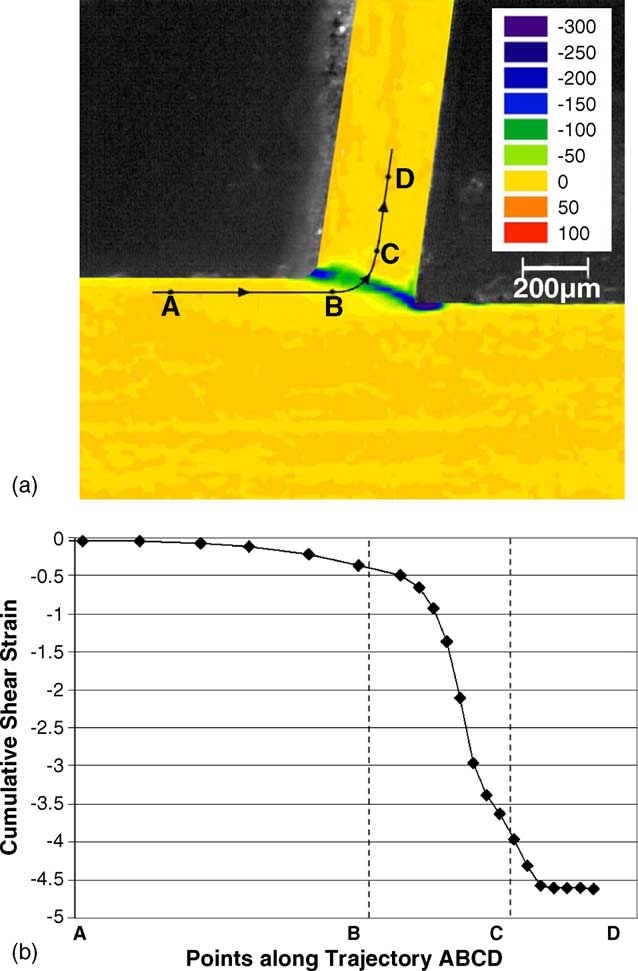 -300
-250
-200
-150
-100
-50
0
50
100
200µm
D
C
A
B
(a)
0
-0.5
-1
-1.5
-2
-2.5
-3
-3.5
-4
-4.5
-5
Cumulative Shear Strain
A B C D
(b)
Points along Trajectory ABCD